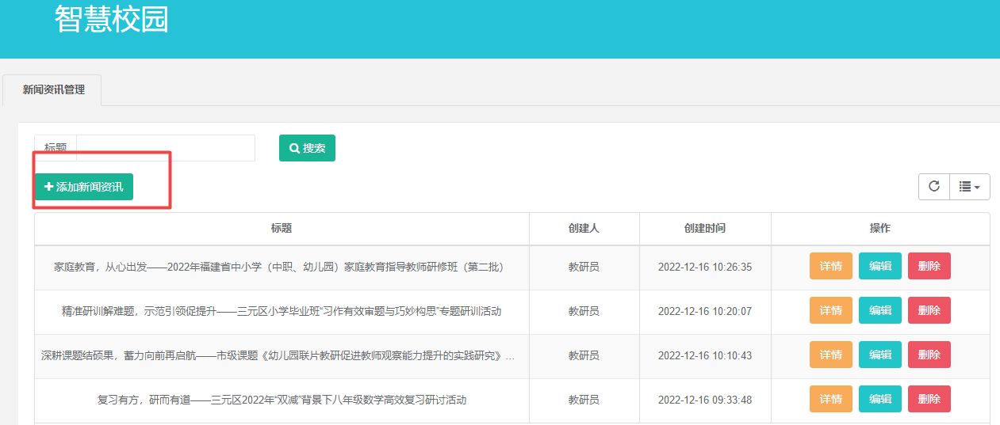 智慧校园
新闻资讯管理
标题
搜索
添加新闻资讯
标题 创建人 创建时间 操作
家庭教育，从心出发——2022年福建省中小学（中职、幼儿园）家庭教育指导教师研修班（第二批） 教研员 2022-12-16 10:26:35 详情 编辑 删除
精准研训解难题，示范引领促提升——三元区小学毕业班“习作有效审题与巧妙构思”专题研训活动 教研员 2022-12-16 10:20:07 详情 编辑 删除
深耕课题结硕果，蓄力向前再启航——市级课题《幼儿园联片教研促进教师观察能力提升的实践研究》... 教研员 2022-12-16 10:10:43 详情 编辑 删除
复习有方，研而有道——三元区2022年“双减”背景下八年级数学高效复习研讨活动 教研员 2022-12-16 09:33:48 详情 编辑 删除